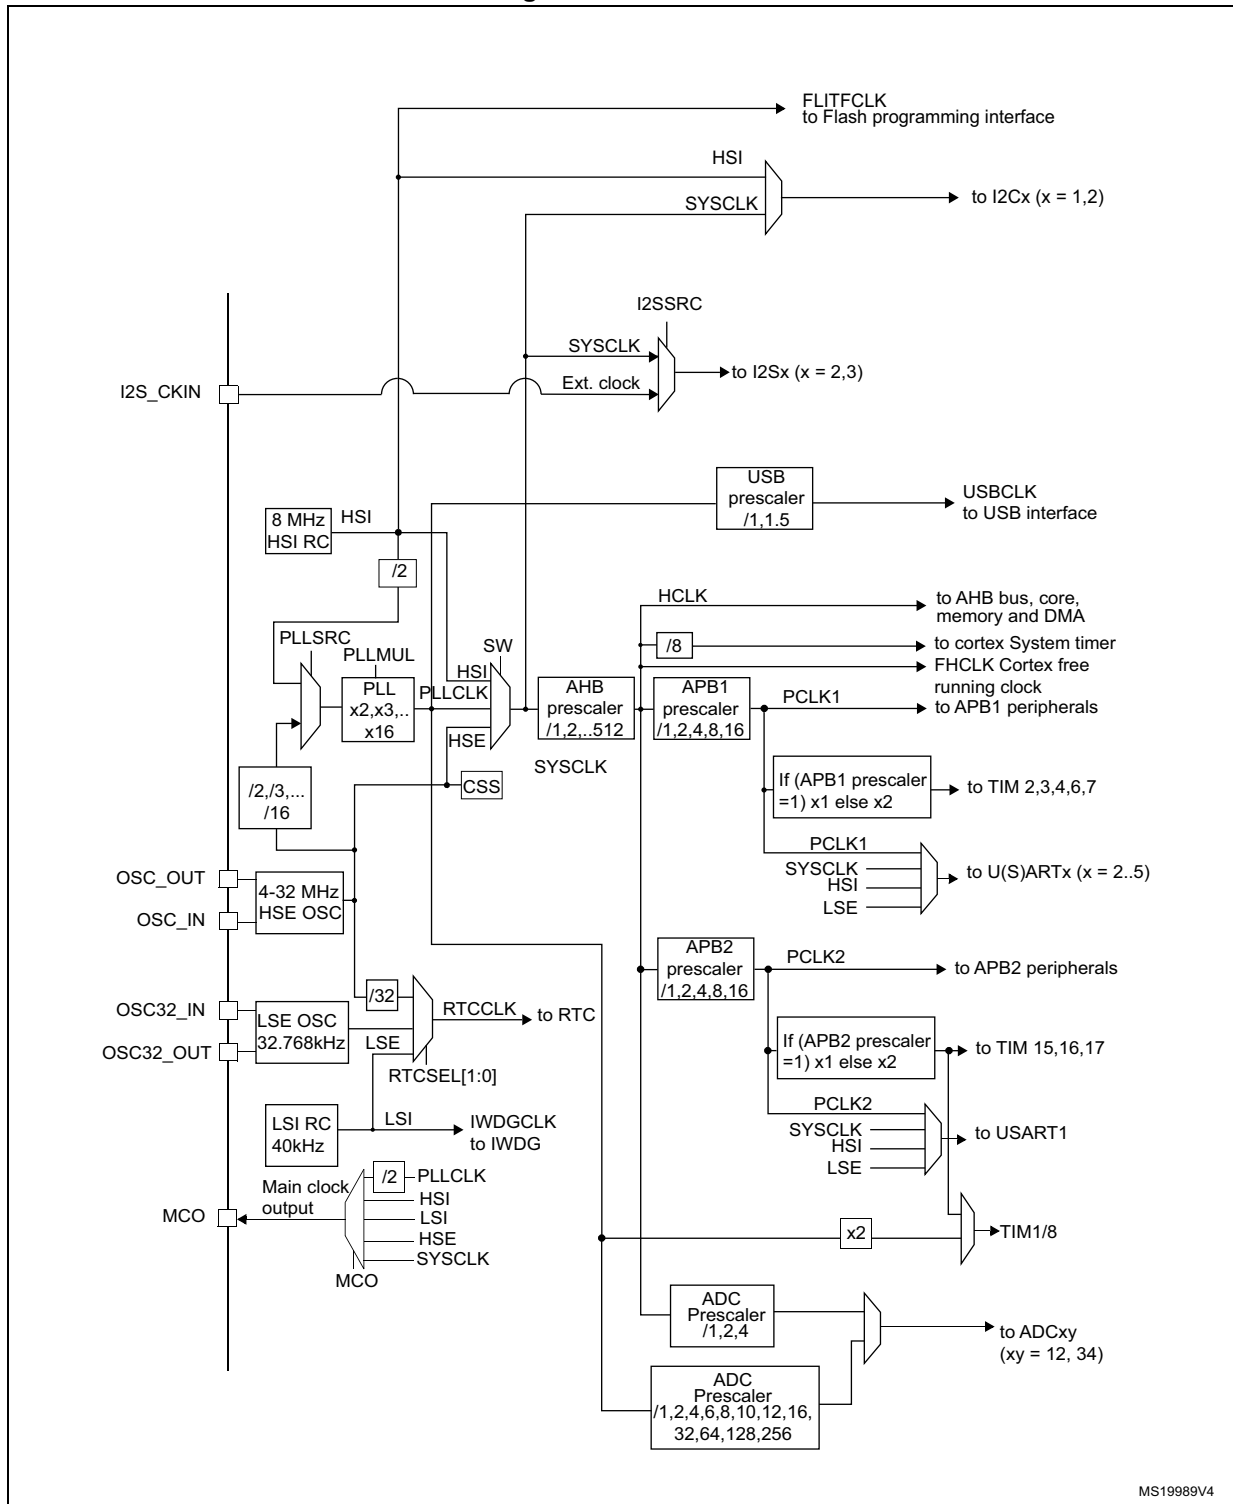 FLITFCLK
to Flash programming interface
HSI
SYSCLK
to I2Cx (x = 1,2)
I2SSRC
SYSCLK
to I2Sx (x = 2,3)
I2S_CKIN
Ext. clock
USB
prescaler
/1,1.5
USBCLK
to USB interface
8 MHz
HSI RC
HSI
/2
HCLK
to AHB bus, core,
memory and DMA
/8
to cortex System timer
FHCLK Cortex free
running clock
PLLSRC
PLLMUL
SW
HSI
PLLCLK
HSE
PLL
x2,x3,..
x16
AHB
prescaler
/1,2,..512
APB1
prescaler
/1,2,4,8,16
PCLK1
to APB1 peripherals
SYSCLK
/2,/3,...
/16
CSS
If (APB1 prescaler
=1) x1 else x2
to TIM 2,3,4,6,7
PCLK1
SYSCLK
HSI
LSE
to U(S)ARTx (x = 2..5)
OSC_OUT
OSC_IN
4-32 MHz
HSE OSC
APB2
prescaler
/1,2,4,8,16
PCLK2
to APB2 peripherals
/32
OSC32_IN
OSC32_OUT
LSE OSC
32.768kHz
RTCCLK
to RTC
LSE
RTCSEL[1:0]
If (APB2 prescaler
=1) x1 else x2
to TIM 15,16,17
LSI RC
40kHz
LSI
IWDGCLK
to IWDG
PCLK2
SYSCLK
HSI
LSE
to USART1
MCO
Main clock
output
/2
PLLCLK
HSI
LSI
HSE
SYSCLK
MCO
x2
TIM1/8
ADC
Prescaler
/1,2,4
to ADCxy
(xy = 12, 34)
ADC
Prescaler
/1,2,4,6,8,10,12,16,
32,64,128,256
MS19989V4